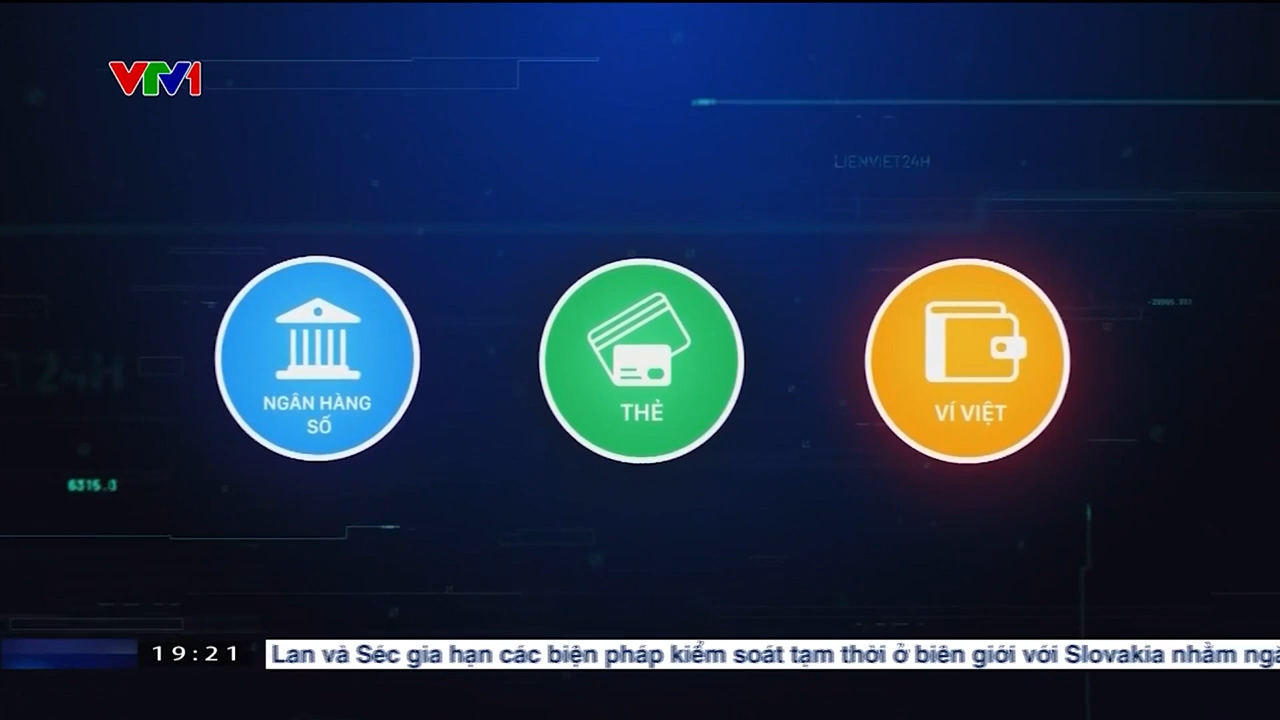 VTV1
LIENVIET24H
NGÂN HÀNG
SỐ
THẺ
VÍ VIỆT
6315.0
19:21
Lan và Séc gia hạn các biện pháp kiểm soát tạm thời ở biên giới với Slovakia nhằm